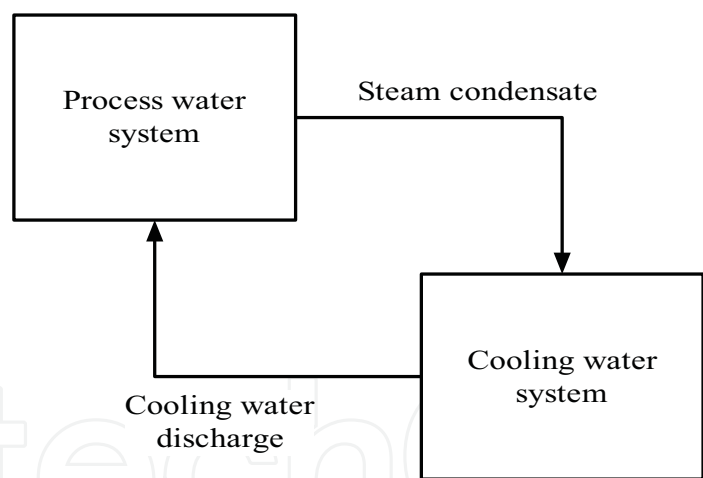 Process water
system
Steam condensate
Cooling water
system
Cooling water
discharge